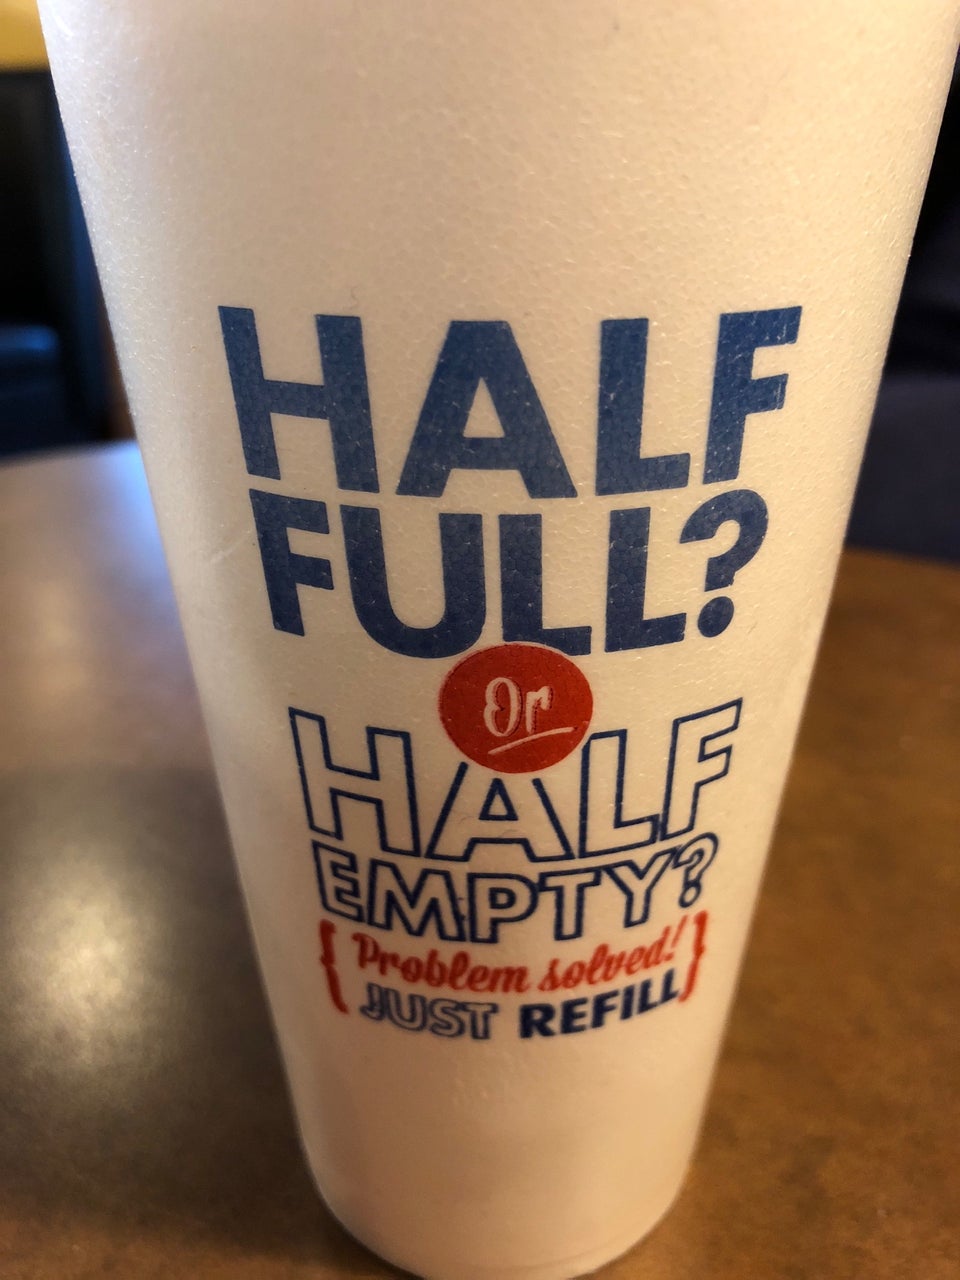 HALF
FULL?
Or
HALF
EMPTY?
{ Problem solved! }
JUST REFILL